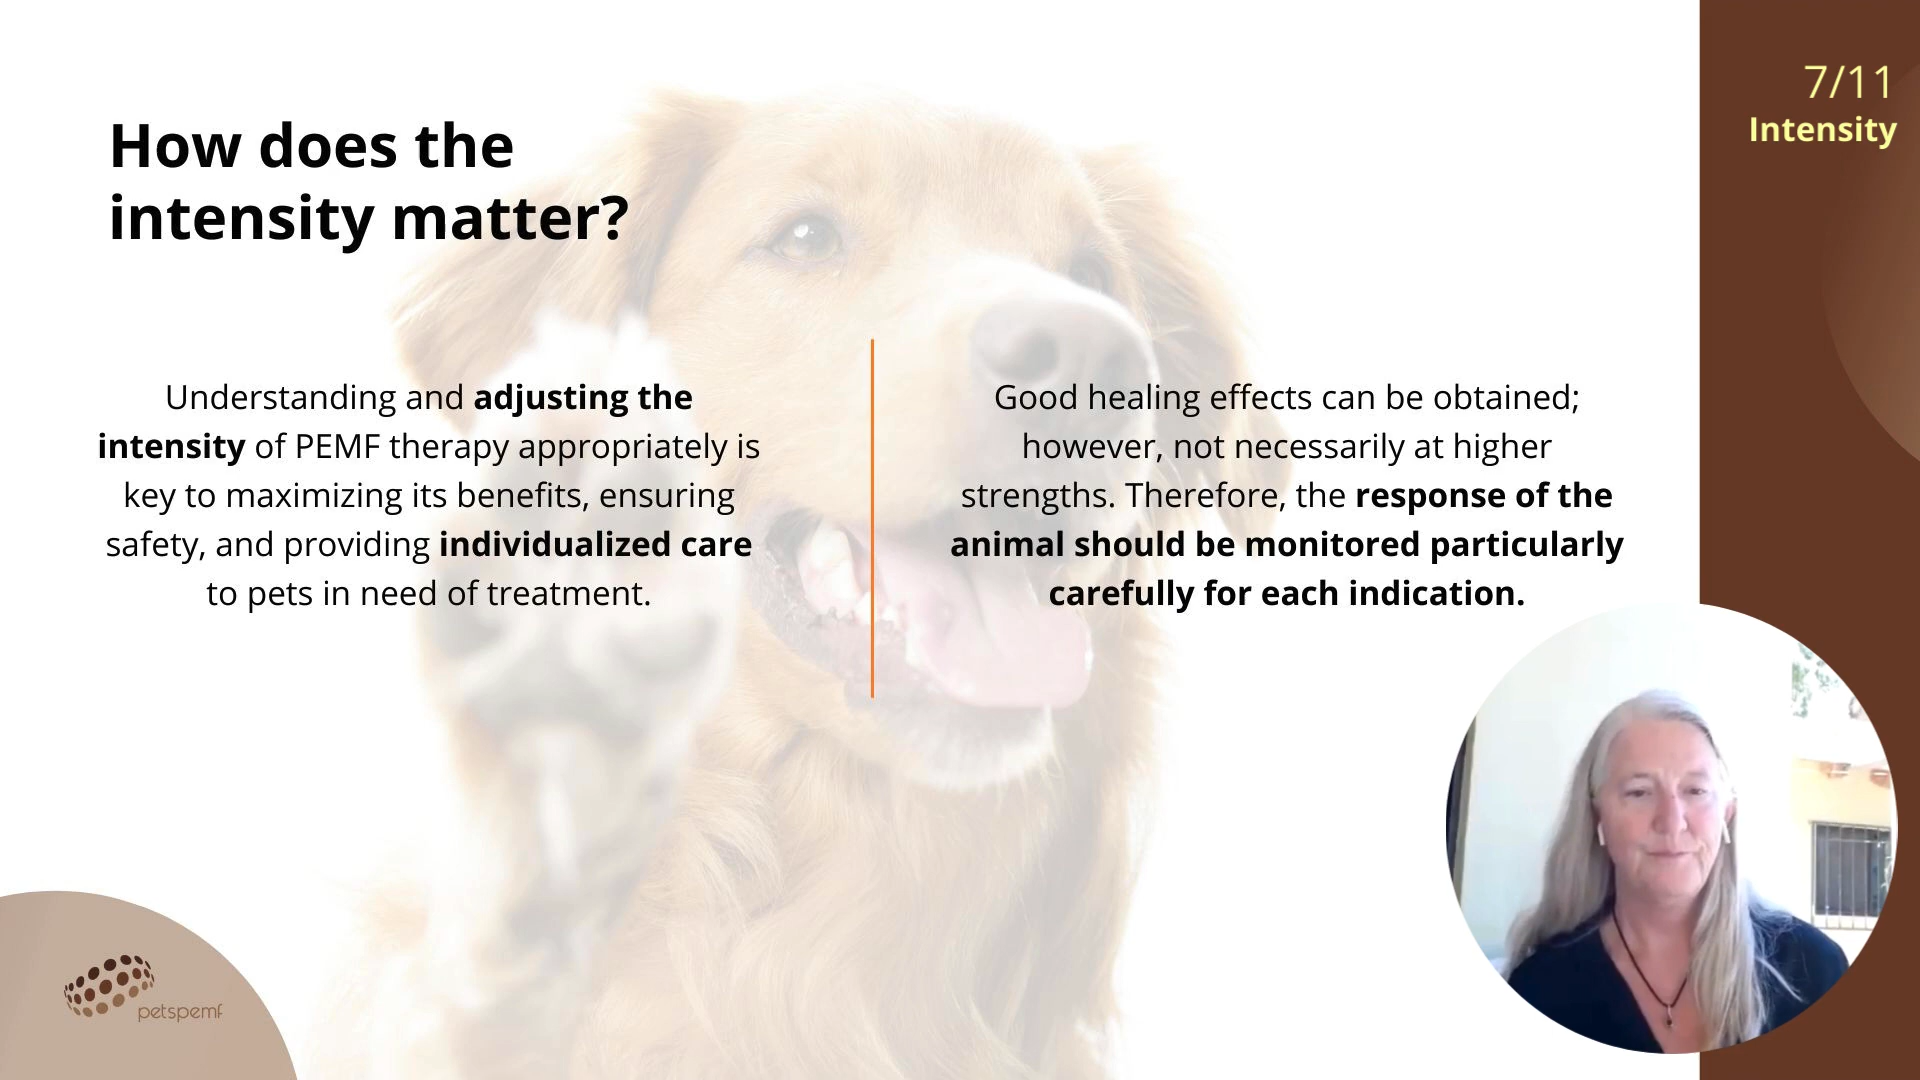 7/11
Intensity
How does the
intensity matter?
Understanding and adjusting the
intensity of PEMF therapy appropriately is
key to maximizing its benefits, ensuring
safety, and providing individualized care
to pets in need of treatment.
Good healing effects can be obtained;
however, not necessarily at higher
strengths. Therefore, the response of the
animal should be monitored particularly
carefully for each indication.
petspemf